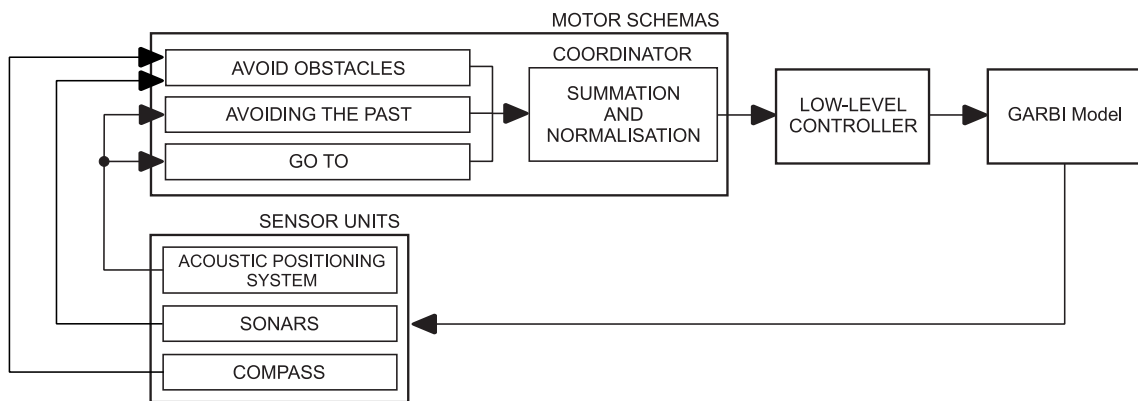 MOTOR SCHEMAS
AVOID OBSTACLES
AVOIDING THE PAST
GO TO
COORDINATOR
SUMMATION
AND
NORMALISATION
LOW-LEVEL
CONTROLLER
GARBI Model
SENSOR UNITS
ACOUSTIC POSITIONING
SYSTEM
SONARS
COMPASS